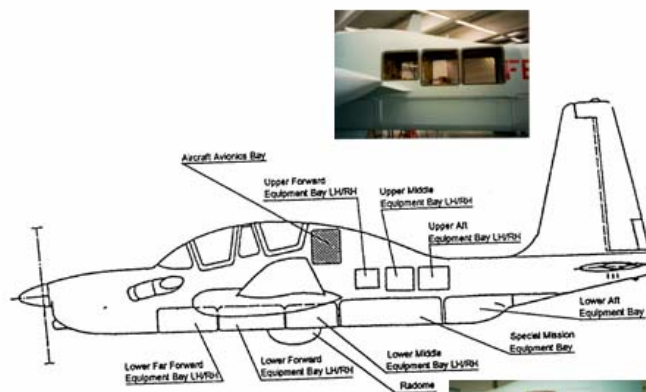 FE
Aircraft Avionics Bay
Upper Forward
Equipment Bay LH/RH
Upper Middle
Equipment Bay LH/RH
Upper Aft
Equipment Bay LH/RH
Lower Aft
Equipment Bay
Special Mission
Equipment Bay
Lower Middle
Equipment Bay LH/RH
Lower Forward
Equipment Bay LH/RH
Lower Far Forward
Equipment Bay LH/RH
Radome